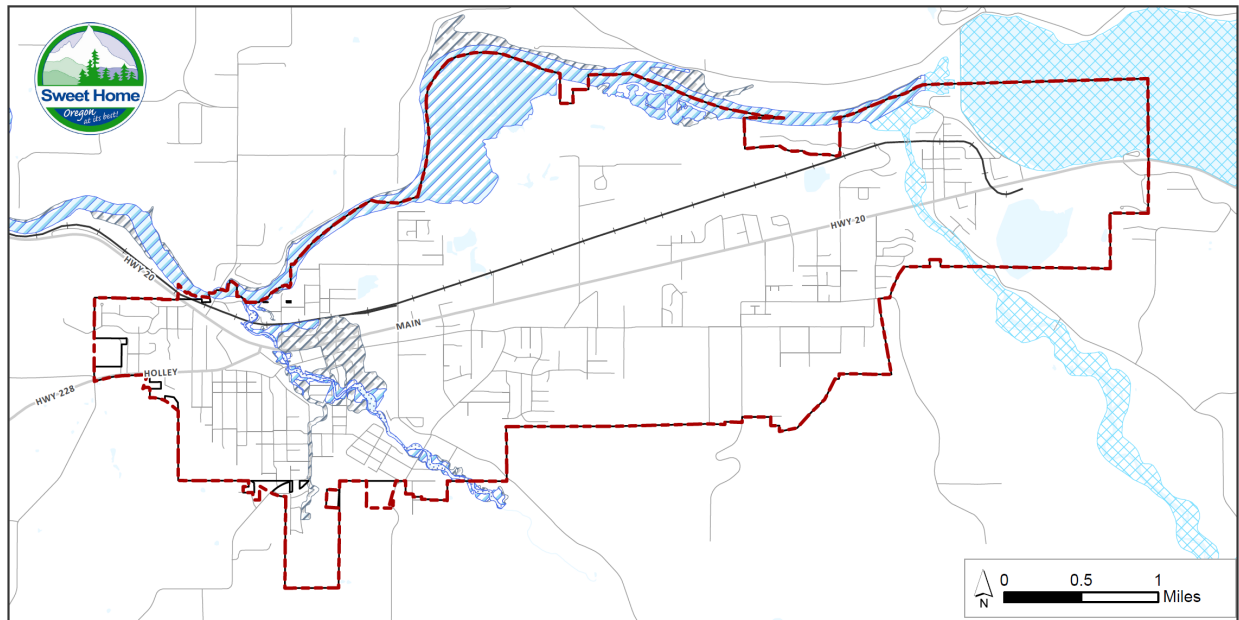 Sweet Home
Oregon
at its best!
HWY 20
HWY 20
MAIN
HOLLEY
HWY 228
N
0 0.5 1
Miles